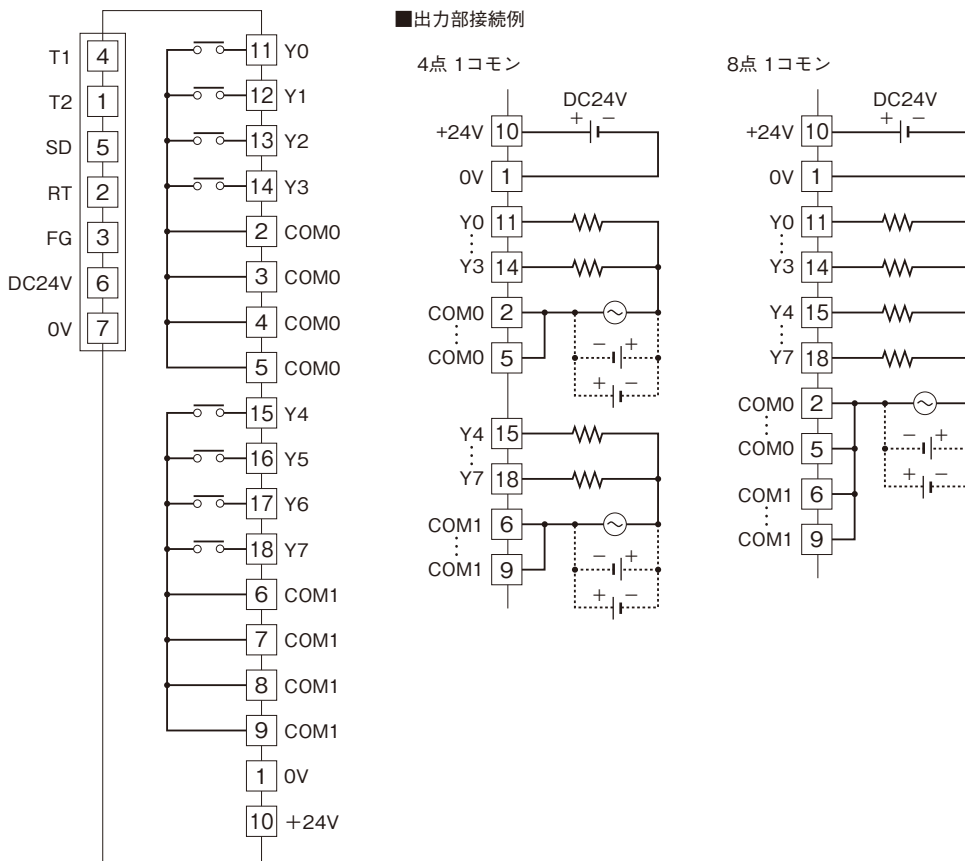 T1 4
T2 1
SD 5
RT 2
FG 3
DC24V 6
0V 7
11 Y0
12 Y1
13 Y2
14 Y3
2 COM0
3 COM0
4 COM0
5 COM0
15 Y4
16 Y5
17 Y6
18 Y7
6 COM1
7 COM1
8 COM1
9 COM1
1 0V
10 +24V
■出力部接続例
4点 1コモン
DC24V
+ −
+24V 10
0V 1
Y0 11
Y3 14
COM0 2
COM0 5
− +
+ −
Y4 15
Y7 18
COM1 6
COM1 9
− +
+ −
8点 1コモン
DC24V
+ −
+24V 10
0V 1
Y0 11
Y3 14
Y4 15
Y7 18
COM0 2
COM0 5
COM1 6
COM1 9
− +
+ −